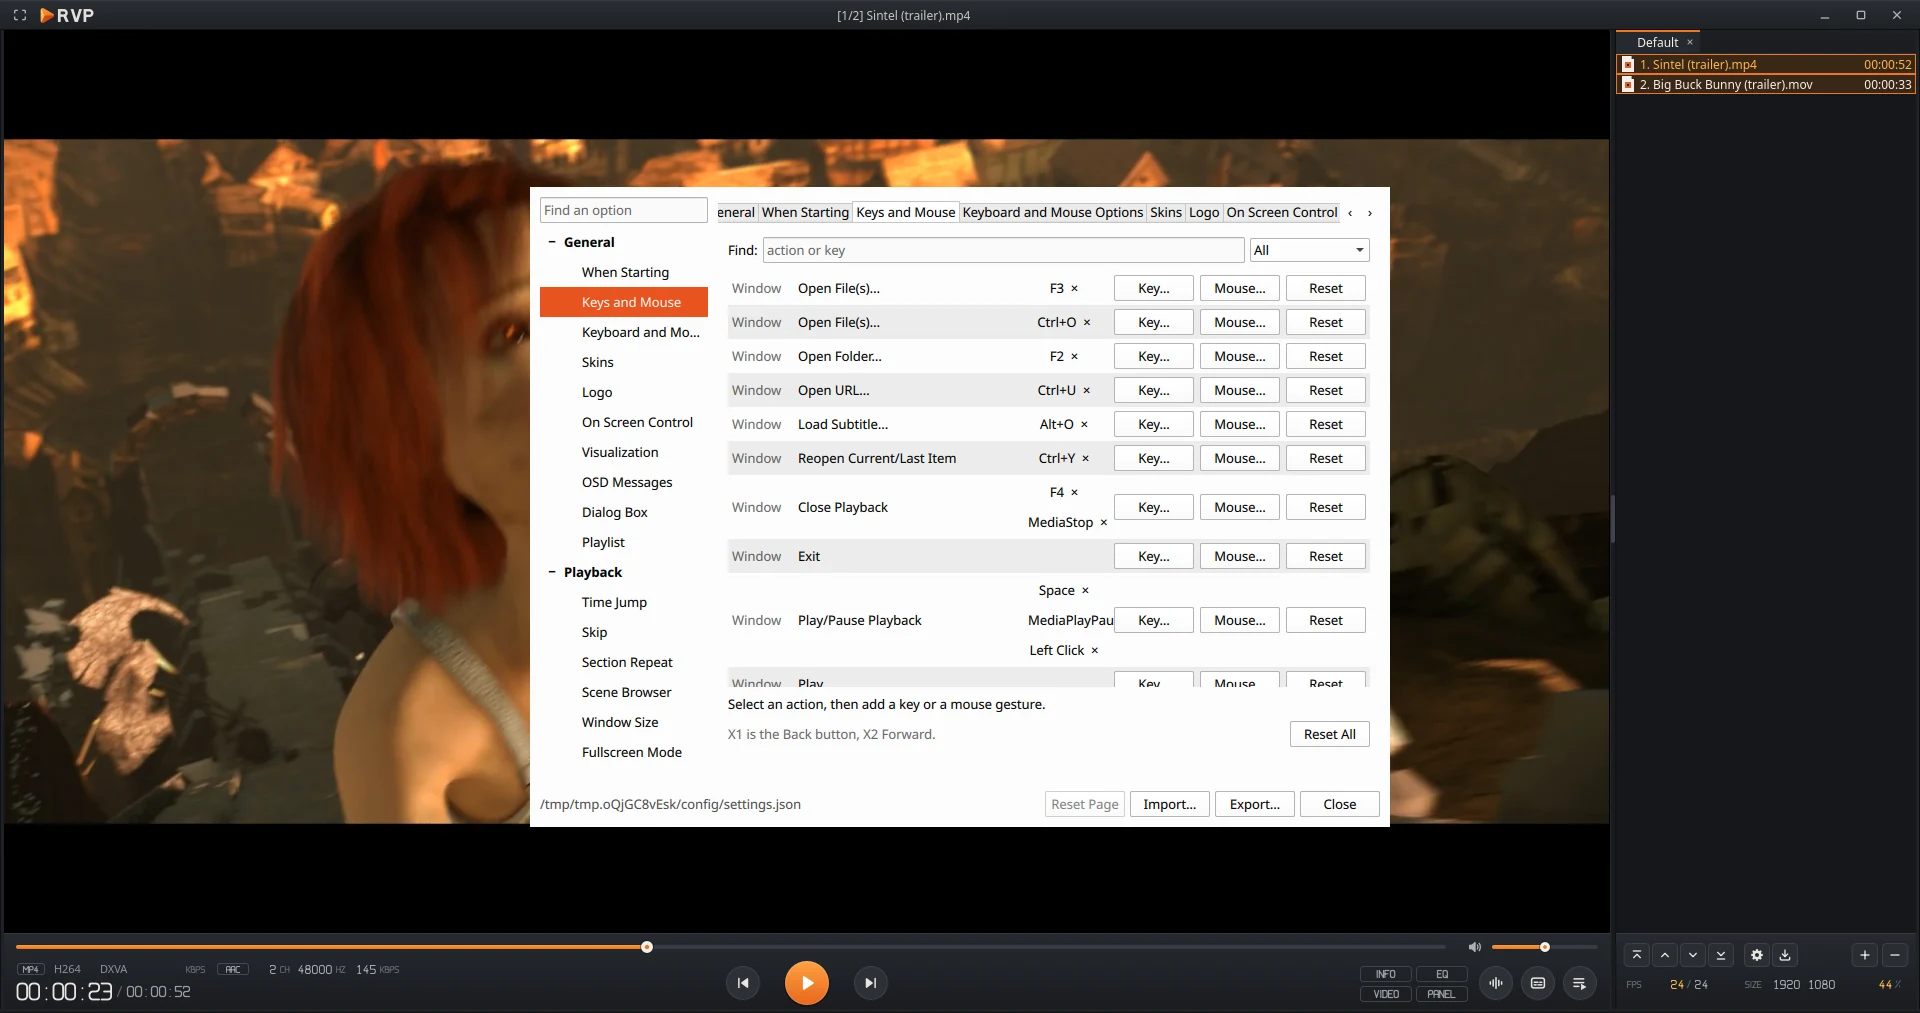 RVP
[1/2] Sintel (trailer).mp4
Default ×
1. Sintel (trailer).mp4 00:00:52
2. Big Buck Bunny (trailer).mov 00:00:33
Find an option
eneral When Starting Keys and Mouse Keyboard and Mouse Options Skins Logo On Screen Control ‹ ›
− General
When Starting
Keys and Mouse
Keyboard and Mo...
Skins
Logo
On Screen Control
Visualization
OSD Messages
Dialog Box
Playlist
− Playback
Time Jump
Skip
Section Repeat
Scene Browser
Window Size
Fullscreen Mode
Find: action or key All
Window Open File(s)... F3 × Key... Mouse... Reset
Window Open File(s)... Ctrl+O × Key... Mouse... Reset
Window Open Folder... F2 × Key... Mouse... Reset
Window Open URL... Ctrl+U × Key... Mouse... Reset
Window Load Subtitle... Alt+O × Key... Mouse... Reset
Window Reopen Current/Last Item Ctrl+Y × Key... Mouse... Reset
F4 ×
Window Close Playback Key... Mouse... Reset
MediaStop ×
Window Exit Key... Mouse... Reset
Space ×
Window Play/Pause Playback MediaPlayPau Key... Mouse... Reset
Left Click ×
Window Play Key Mouse Reset
Select an action, then add a key or a mouse gesture.
X1 is the Back button, X2 Forward. Reset All
/tmp/tmp.oQjGC8vEsk/config/settings.json Reset Page Import... Export... Close
MP4 H264 DXVA KBPS AAC 2 CH 48000 HZ 145 KBPS
00:00:23 / 00:00:52
INFO EQ
VIDEO PANEL
FPS 24 / 24 SIZE 1920 1080 44 %